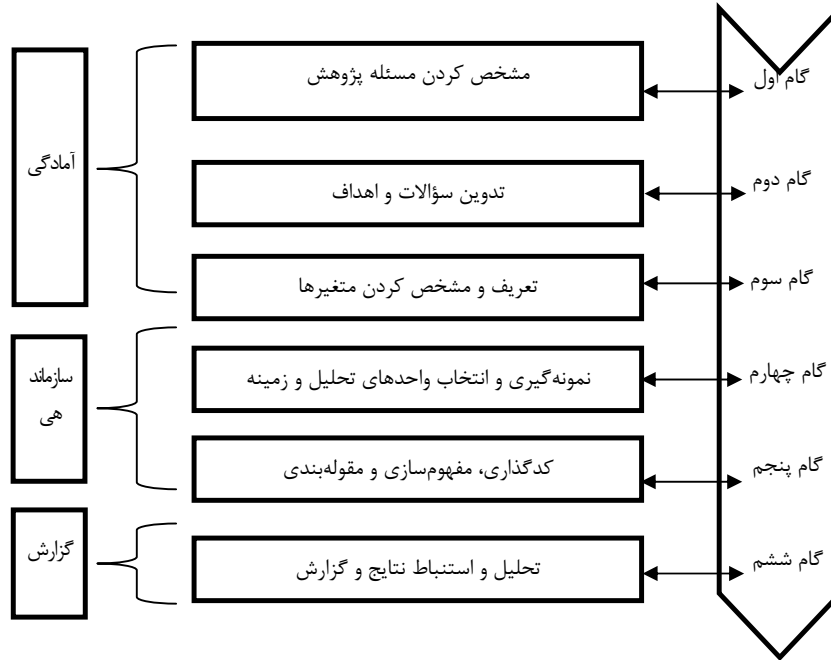 گام اول
مشخص کردن مسئله پژوهش
آمادگی
گام دوم
تدوین سؤالات و اهداف
گام سوم
تعریف و مشخص کردن متغیرها
گام چهارم
نمونه‌گیری و انتخاب واحدهای تحلیل و زمینه
سازماند
هی
گام پنجم
کدگذاری، مفهوم‌سازی و مقوله‌بندی
گام ششم
تحلیل و استنباط نتایج و گزارش
گزارش